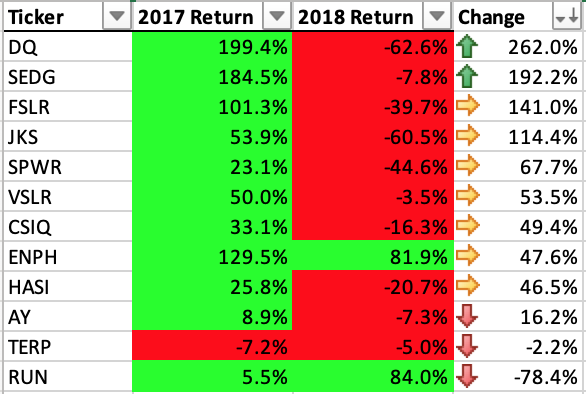 Ticker 2017 Return 2018 Return Change
DQ 199.4% -62.6% 262.0%
SEDG 184.5% -7.8% 192.2%
FSLR 101.3% -39.7% 141.0%
JKS 53.9% -60.5% 114.4%
SPWR 23.1% -44.6% 67.7%
VSLR 50.0% -3.5% 53.5%
CSIQ 33.1% -16.3% 49.4%
ENPH 129.5% 81.9% 47.6%
HASI 25.8% -20.7% 46.5%
AY 8.9% -7.3% 16.2%
TERP -7.2% -5.0% -2.2%
RUN 5.5% 84.0% -78.4%